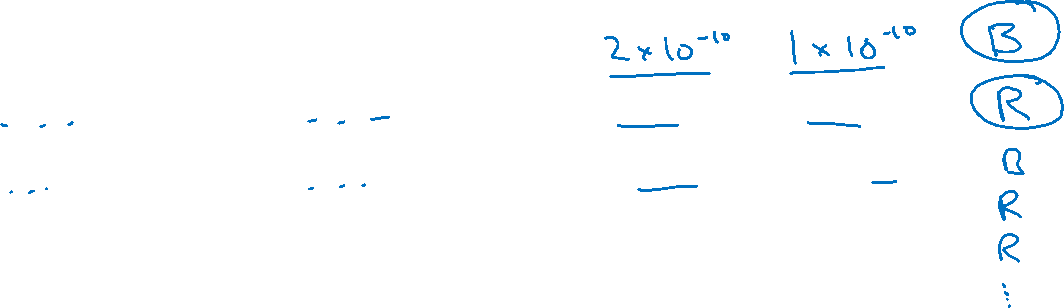 2 × 10⁻¹⁰ 1 × 10⁻¹⁰ B
... --- — — R
... ... — — B
R
R
⋮